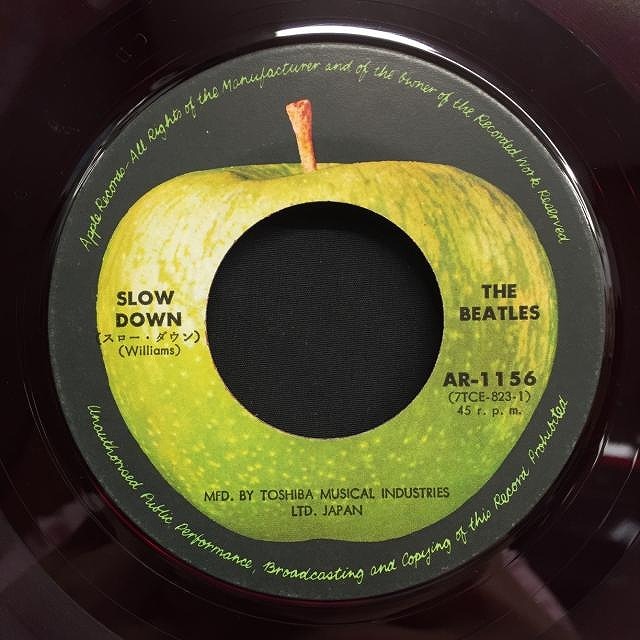 Apple Records-All Rights of the Manufacturer and of the Owner of the Recorded Work Reserved
SLOW
DOWN
(スロー・ダウン)
(Williams)
THE
BEATLES
AR-1156
(7TCE-823-1)
45 r. p. m.
MFD. BY TOSHIBA MUSICAL INDUSTRIES
LTD. JAPAN
Unauthorised Public Performance, Broadcasting and Copying of this Record Prohibited